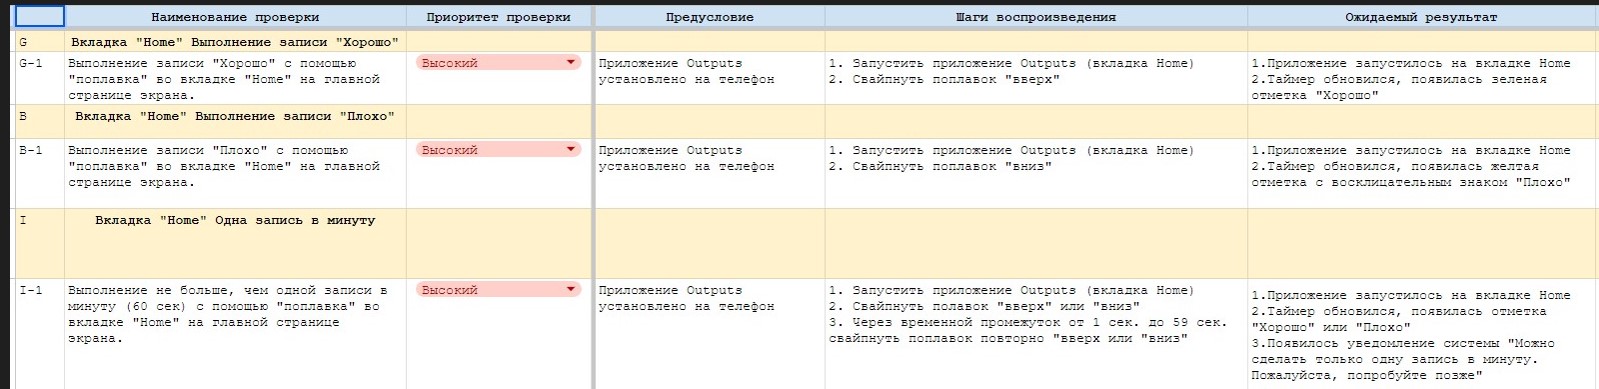 Наименование проверки Приоритет проверки Предусловие Шаги воспроизведения Ожидаемый результат
G Вкладка "Home" Выполнение записи "Хорошо"
G-1 Выполнение записи "Хорошо" с помощью Высокий Приложение Outputs 1. Запустить приложение Outputs (вкладка Home) 1.Приложение запустилось на вкладке Home
"поплавка" во вкладке "Home" на главной установлено на телефон 2. Свайпнуть поплавок "вверх" 2.Таймер обновился, появилась зеленая
странице экрана. отметка "Хорошо"
B Вкладка "Home" Выполнение записи "Плохо"
B-1 Выполнение записи "Плохо" с помощью Высокий Приложение Outputs 1. Запустить приложение Outputs (вкладка Home) 1.Приложение запустилось на вкладке Home
"поплавка" во вкладке "Home" на главной установлено на телефон 2. Свайпнуть поплавок "вниз" 2.Таймер обновился, появилась желтая
странице экрана. отметка с восклицательным знаком "Плохо"
I Вкладка "Home" Одна запись в минуту
I-1 Выполнение не больше, чем одной записи в Высокий Приложение Outputs 1. Запустить приложение Outputs (вкладка Home) 1.Приложение запустилось на вкладке Home
минуту (60 сек) с помощью "поплавка" во установлено на телефон 2. Свайпнуть полавок "вверх" или "вниз" 2.Таймер обновился, появилась отметка
вкладке "Home" на главной странице 3. Через временной промежуток от 1 сек. до 59 сек. "Хорошо" или "Плохо"
экрана. свайпнуть поплавок повторно "вверх или "вниз" 3.Появилось уведомление системы "Можно
сделать только одну запись в минуту.
Пожалуйста, попробуйте позже"